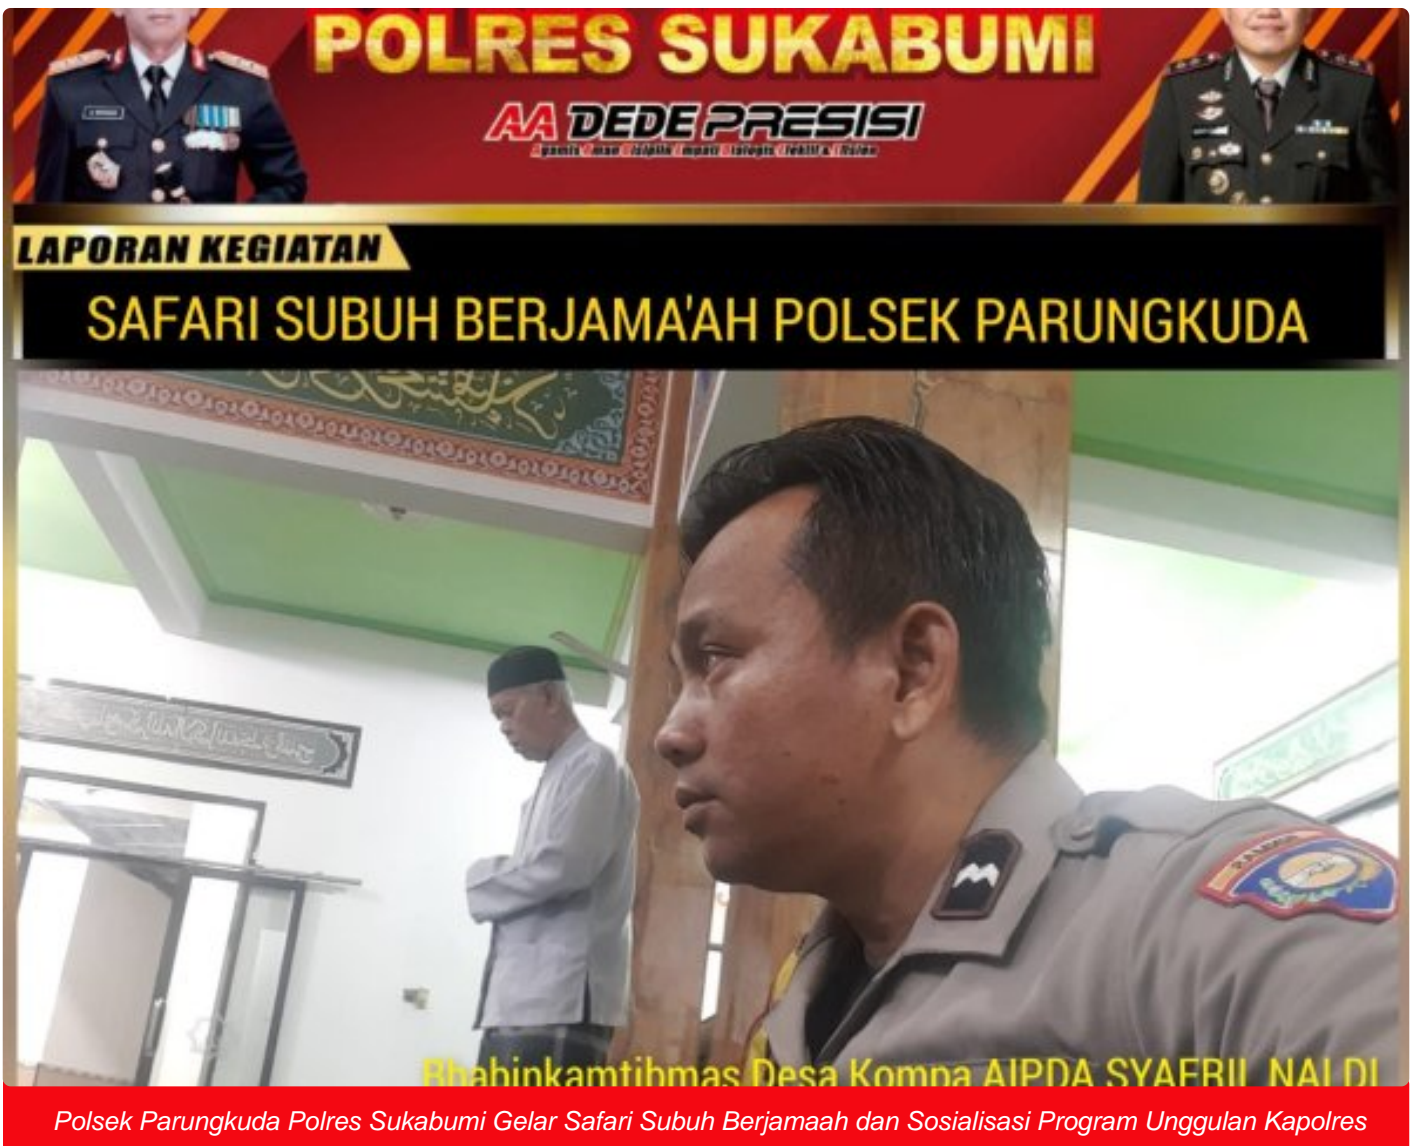 POLRES SUKABUMI
AA DEDE PRESISI
LAPORAN KEGIATAN
SAFARI SUBUH BERJAMA'AH POLSEK PARUNGKUDA
Bhabinkamtibmas Desa Kompa AIPDA SYAFRIL NALDI
Polsek Parungkuda Polres Sukabumi Gelar Safari Subuh Berjamaah dan Sosialisasi Program Unggulan Kapolres